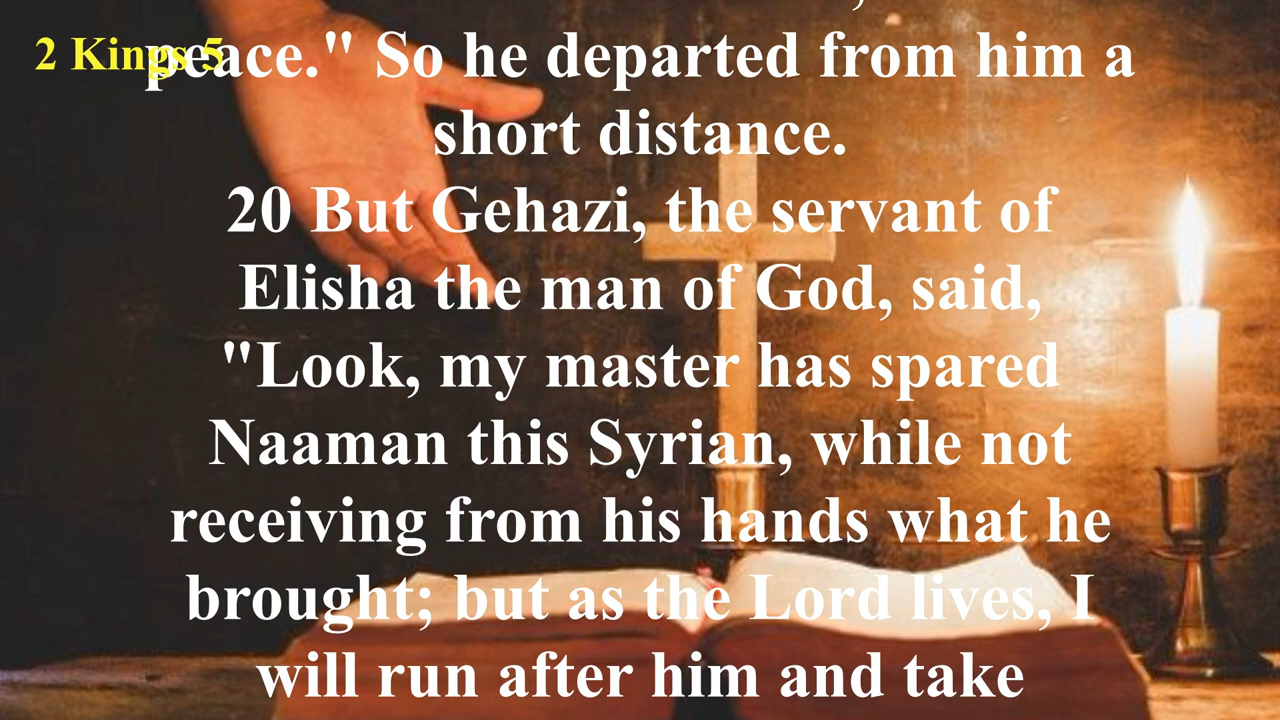 2 Kings 5
peace." So he departed from him a
short distance.
20 But Gehazi, the servant of
Elisha the man of God, said,
"Look, my master has spared
Naaman this Syrian, while not
receiving from his hands what he
brought; but as the Lord lives, I
will run after him and take